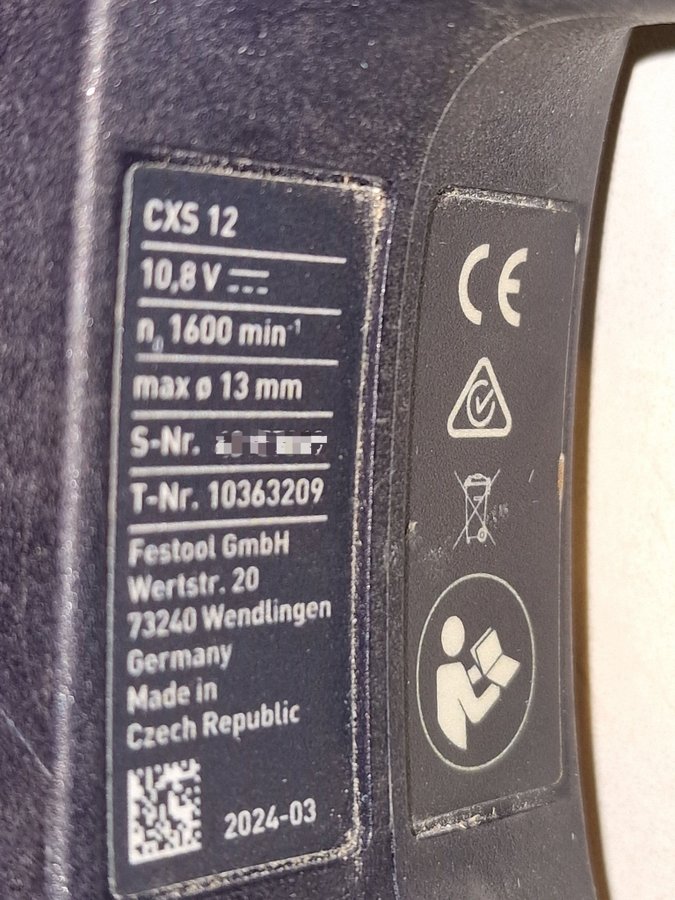 CXS 12
10,8 V
n₀ 1600 min⁻¹
max ø 13 mm
S-Nr.
T-Nr. 10363209
Festool GmbH
Wertstr. 20
73240 Wendlingen
Germany
Made in
Czech Republic
2024-03
CE